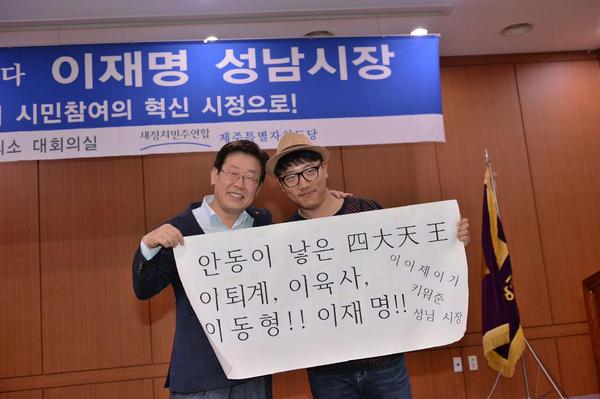 다 이재명 성남시장
시민참여의 혁신 시정으로!
대회의실 새정치민주연합 제주특별자치도당
안동이 낳은 四大天王
이퇴계, 이육사,
이동형!! 이재명!!
이이제이기
키워준
성남 시장